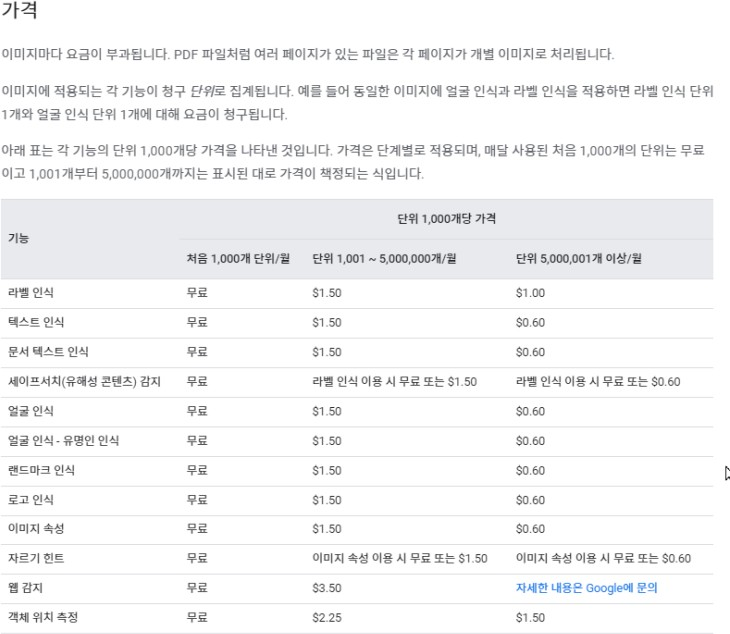 가격
이미지마다 요금이 부과됩니다. PDF 파일처럼 여러 페이지가 있는 파일은 각 페이지가 개별 이미지로 처리됩니다.
이미지에 적용되는 각 기능이 청구 단위로 집계됩니다. 예를 들어 동일한 이미지에 얼굴 인식과 라벨 인식을 적용하면 라벨 인식 단위
1개와 얼굴 인식 단위 1개에 대해 요금이 청구됩니다.
아래 표는 각 기능의 단위 1,000개당 가격을 나타낸 것입니다. 가격은 단계별로 적용되며, 매달 사용된 처음 1,000개의 단위는 무료
이고 1,001개부터 5,000,000개까지는 표시된 대로 가격이 책정되는 식입니다.
기능 단위 1,000개당 가격
처음 1,000개 단위/월 단위 1,001 ~ 5,000,000개/월 단위 5,000,001개 이상/월
라벨 인식 무료 $1.50 $1.00
텍스트 인식 무료 $1.50 $0.60
문서 텍스트 인식 무료 $1.50 $0.60
세이프서치(유해성 콘텐츠) 감지 무료 라벨 인식 이용 시 무료 또는 $1.50 라벨 인식 이용 시 무료 또는 $0.60
얼굴 인식 무료 $1.50 $0.60
얼굴 인식 - 유명인 인식 무료 $1.50 $0.60
랜드마크 인식 무료 $1.50 $0.60
로고 인식 무료 $1.50 $0.60
이미지 속성 무료 $1.50 $0.60
자르기 힌트 무료 이미지 속성 이용 시 무료 또는 $1.50 이미지 속성 이용 시 무료 또는 $0.60
웹 감지 무료 $3.50 자세한 내용은 Google에 문의
객체 위치 측정 무료 $2.25 $1.50